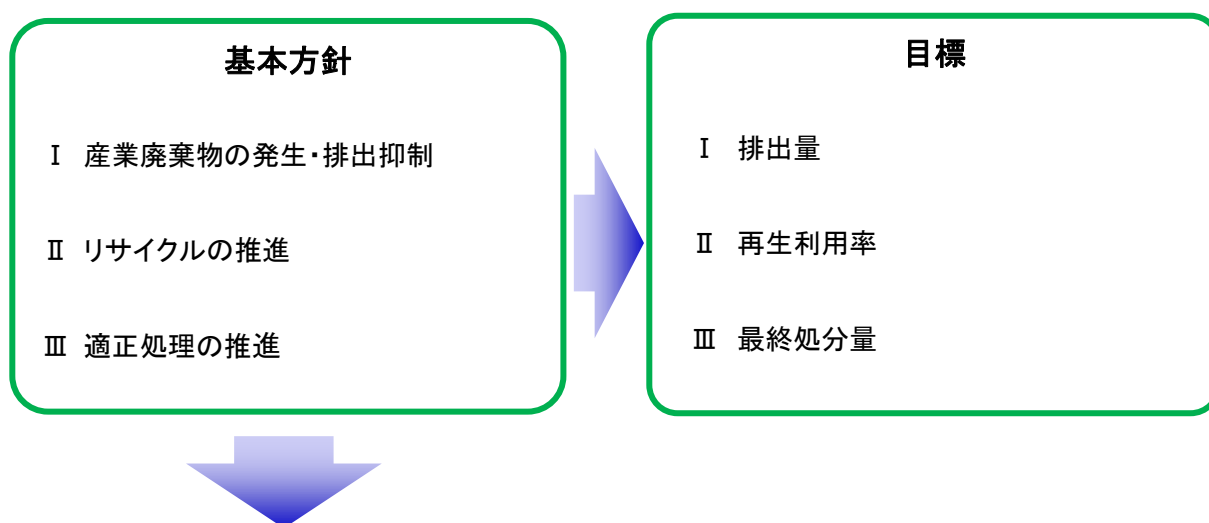 基本方針
Ⅰ 産業廃棄物の発生・排出抑制
Ⅱ リサイクルの推進
Ⅲ 適正処理の推進
目標
Ⅰ 排出量
Ⅱ 再生利用率
Ⅲ 最終処分量